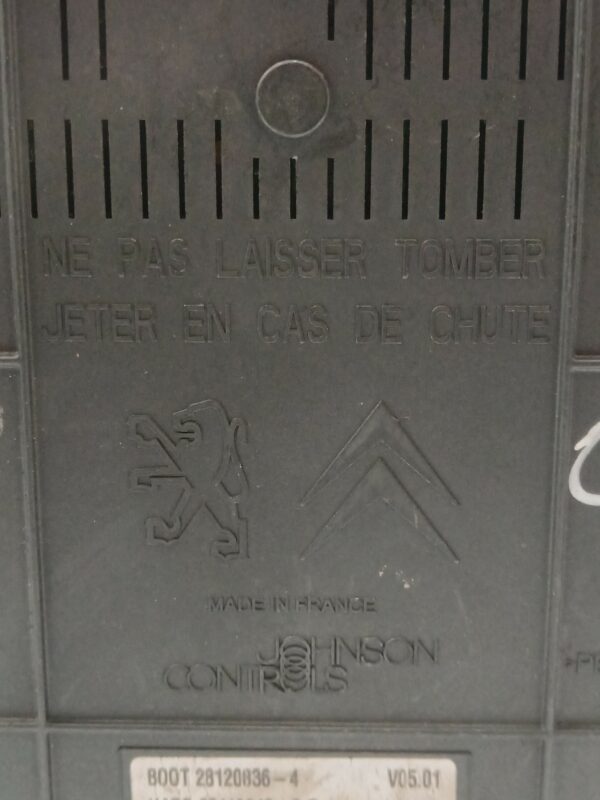 NE PAS LAISSER TOMBER
JETER EN CAS DE CHUTE
MADE IN FRANCE
JOHNSON
CONTROLS
BOOT 28120836-4 V05.01